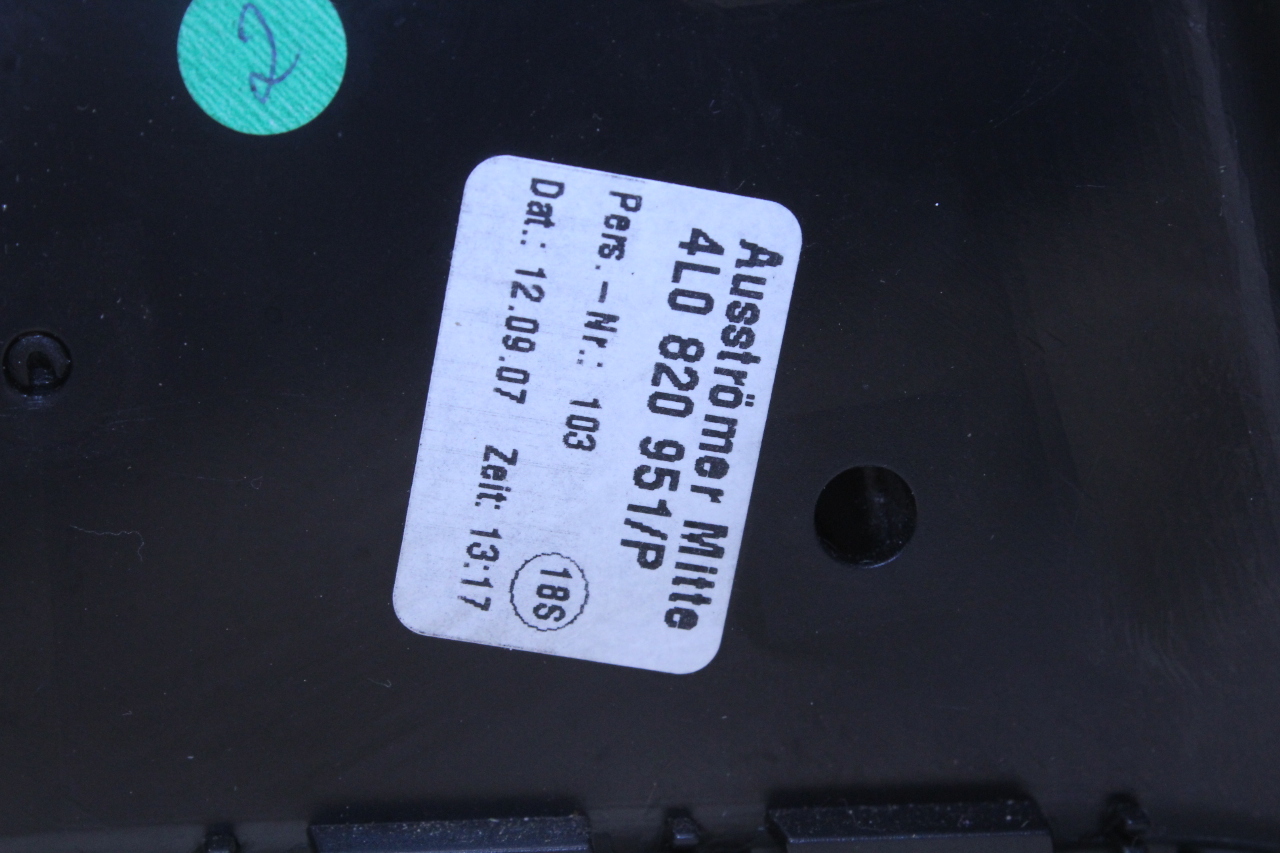 Ausströmer Mitte
4L0 820 951/P
Pers.-Nr.: 103
18S
Dat.: 12.09.07 Zeit: 13:17
2